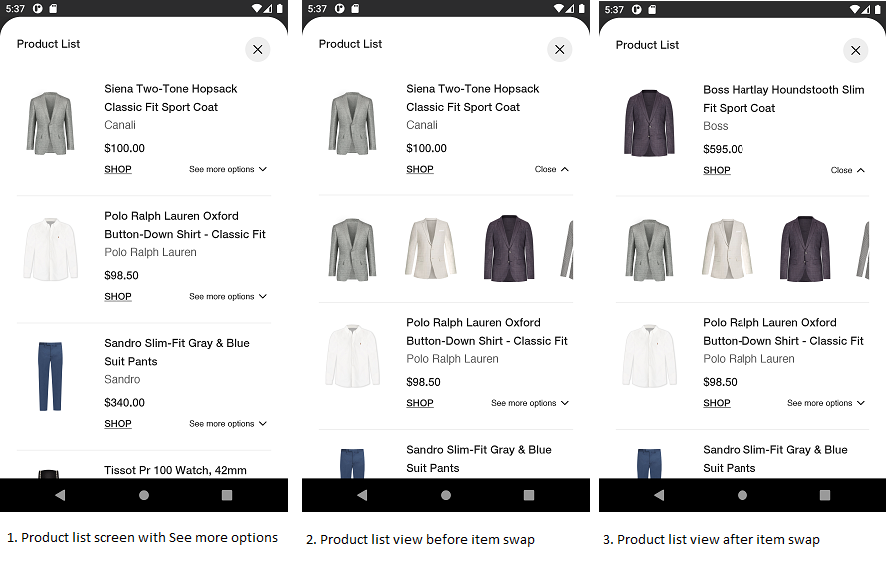 5:37
Product List
Siena Two-Tone Hopsack
Classic Fit Sport Coat
Canali
$100.00
SHOP See more options
Polo Ralph Lauren Oxford
Button-Down Shirt - Classic Fit
Polo Ralph Lauren
$98.50
SHOP See more options
Sandro Slim-Fit Gray & Blue
Suit Pants
Sandro
$340.00
SHOP See more options
Tissot Pr 100 Watch, 42mm
1. Product list screen with See more options
5:37
Product List
Siena Two-Tone Hopsack
Classic Fit Sport Coat
Canali
$100.00
SHOP Close
Polo Ralph Lauren Oxford
Button-Down Shirt - Classic Fit
Polo Ralph Lauren
$98.50
SHOP See more options
Sandro Slim-Fit Gray & Blue
Suit Pants
2. Product list view before item swap
5:37
Product List
Boss Hartlay Houndstooth Slim
Fit Sport Coat
Boss
$595.00
SHOP Close
Polo Ralph Lauren Oxford
Button-Down Shirt - Classic Fit
Polo Ralph Lauren
$98.50
SHOP See more options
Sandro Slim-Fit Gray & Blue
Suit Pants
3. Product list view after item swap